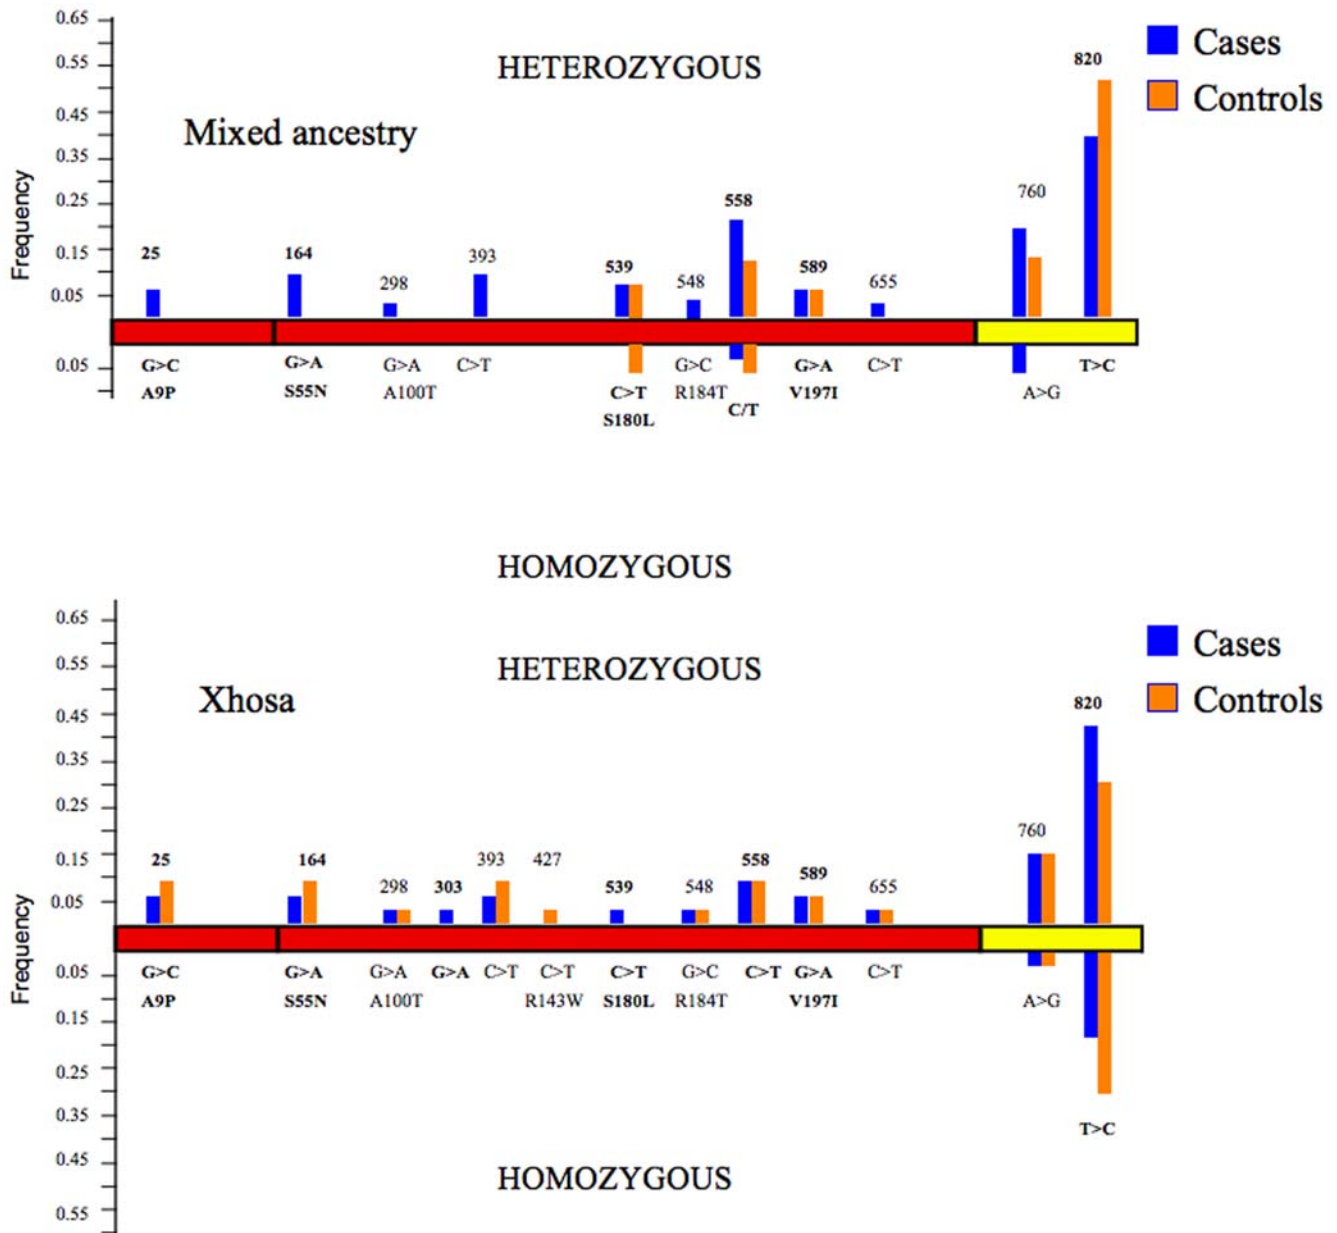 0.65
Cases
HETEROZYGOUS
820
0.55
Controls
0.45
Mixed ancestry
0.35
760
0.25
558
Frequency
0.15
25
164
393
539
589
298
548
655
0.05
0.05
G>C
G>A
G>A
C>T
C>T
G>C
G>A
C>T
T>C
A9P
S55N
A100T
S180L
R184T
C/T
V197I
A>G
HOMOZYGOUS
0.65
Cases
0.55
HETEROZYGOUS
Xhosa
820
Controls
0.45
0.35
0.25
760
0.15
25
164
393
427
558
589
298
303
539
548
655
0.05
Frequency
0.05
G>C
G>A
G>A
G>A
C>T
C>T
C>T
G>C
C>T
G>A
C>T
A9P
S55N
A100T
R143W
S180L
R184T
V197I
A>G
0.15
0.25
0.35
T>C
0.45
HOMOZYGOUS
0.55